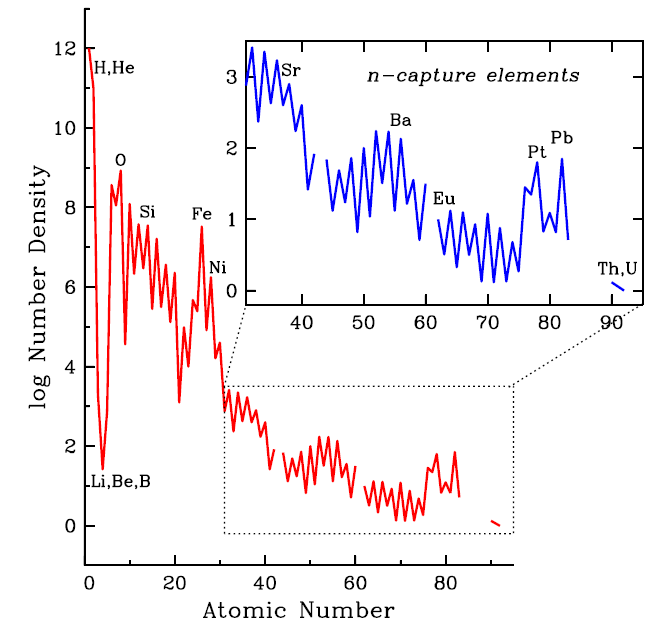 12
10
8
6
4
2
0
log Number Density
H,He
O
Si
Fe
Ni
Li,Be,B
0
20
40
60
80
Atomic Number
n-capture elements
3
2
1
0
Sr
Ba
Eu
Pt
Pb
Th,U
40
50
60
70
80
90